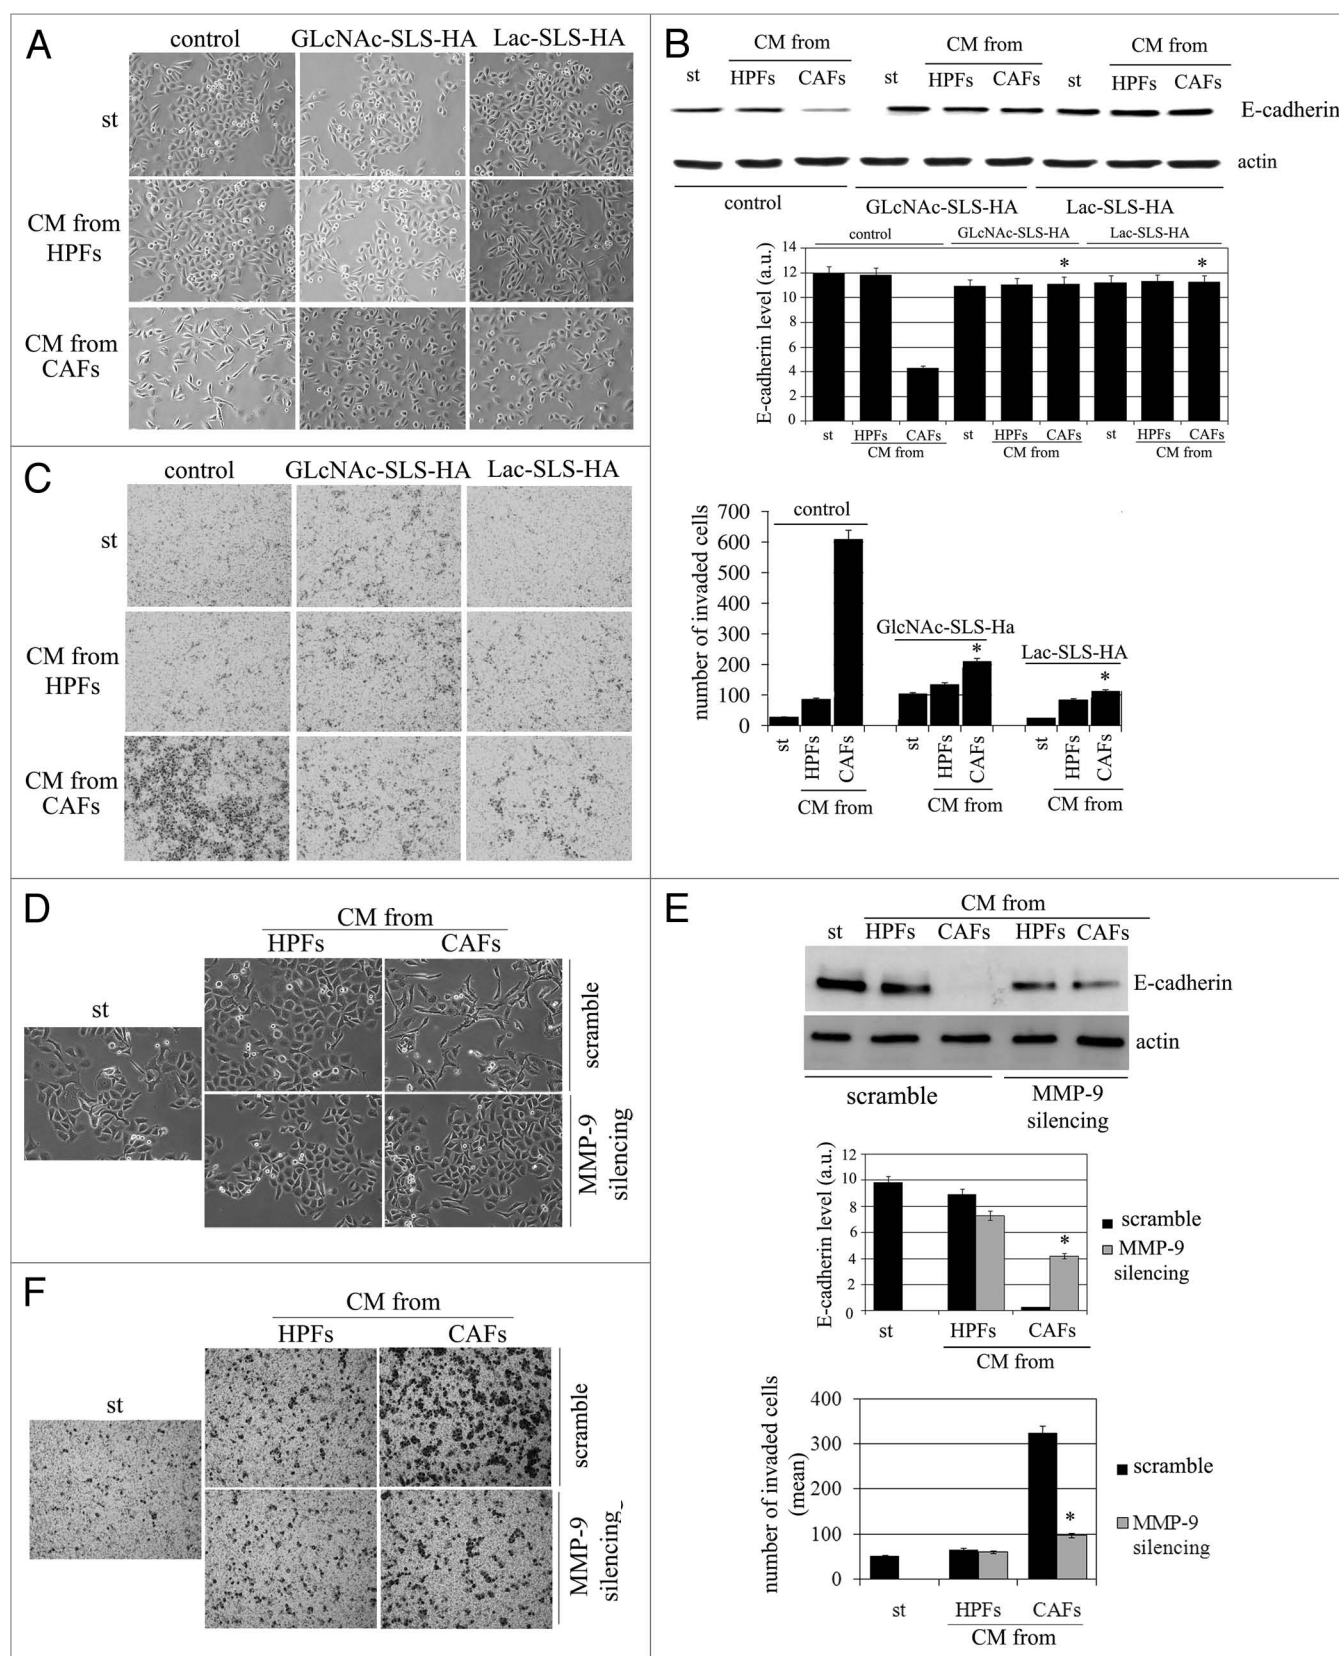 A
control GLcNAc-SLS-HA Lac-SLS-HA
st
CM from
HPFs
CM from
CAFs
B
CM from CM from CM from
st HPFs CAFs st HPFs CAFs st HPFs CAFs
E-cadherin
actin
control GLcNAc-SLS-HA Lac-SLS-HA
control GLcNAc-SLS-HA Lac-SLS-HA
E-cadherin level (a.u.)
14
12
10
8
6
4
2
0
* *
st HPFs CAFs st HPFs CAFs st HPFs CAFs
CM from CM from CM from
C
control GLcNAc-SLS-HA Lac-SLS-HA
st
CM from
HPFs
CM from
CAFs
number of invaded cells
700
600
500
400
300
200
100
0
control
GlcNAc-SLS-Ha
*
Lac-SLS-HA
*
st HPFs CAFs st HPFs CAFs st HPFs CAFs
CM from CM from CM from
D
CM from
HPFs CAFs
st
scramble
MMP-9
silencing
E
CM from
st HPFs CAFs HPFs CAFs
E-cadherin
actin
scramble MMP-9
silencing
E-cadherin level (a.u.)
12
10
8
6
4
2
0
*
scramble
MMP-9
silencing
st HPFs CAFs
CM from
F
CM from
HPFs CAFs
st
scramble
MMP-9
silencing_
number of invaded cells
(mean)
400
300
200
100
0
*
scramble
MMP-9
silencing
st HPFs CAFs
CM from